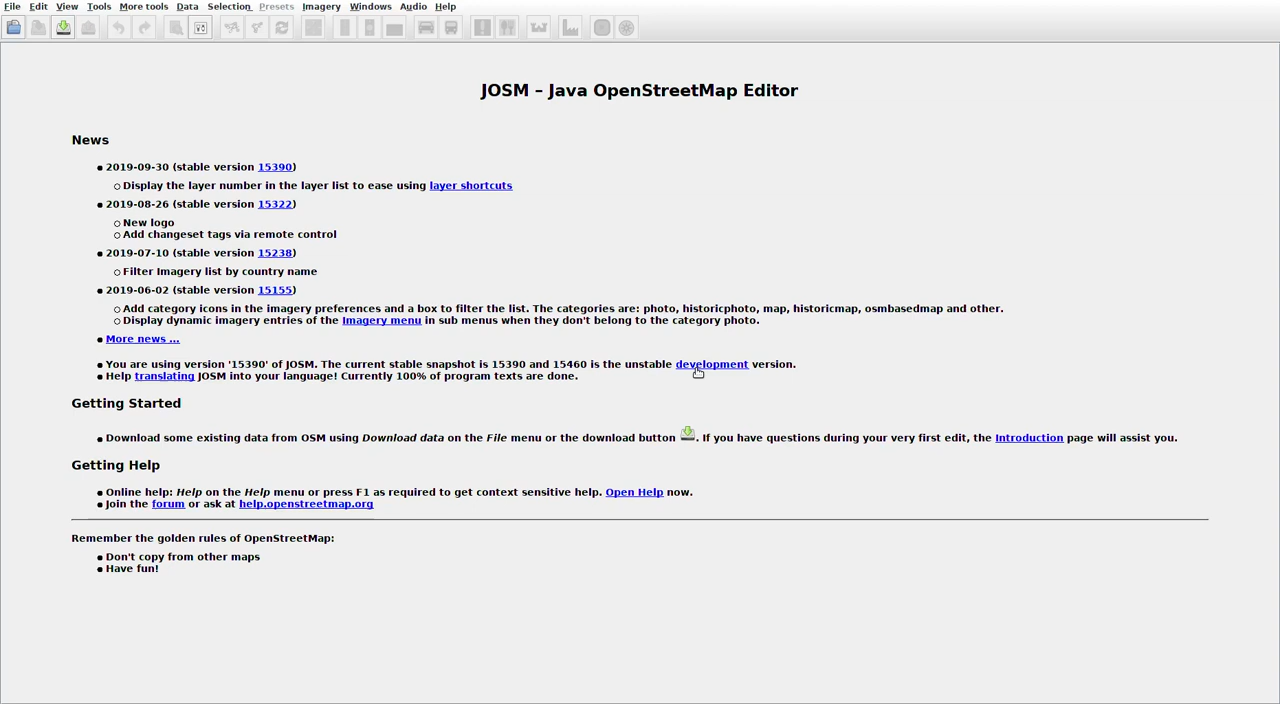 File Edit View Tools More tools Data Selection Presets Imagery Windows Audio Help
JOSM – Java OpenStreetMap Editor
News
2019-09-30 (stable version 15390)
Display the layer number in the layer list to ease using layer shortcuts
2019-08-26 (stable version 15322)
New logo
Add changeset tags via remote control
2019-07-10 (stable version 15238)
Filter Imagery list by country name
2019-06-02 (stable version 15155)
Add category icons in the imagery preferences and a box to filter the list. The categories are: photo, historicphoto, map, historicmap, osmbasedmap and other.
Display dynamic imagery entries of the Imagery menu in sub menus when they don't belong to the category photo.
More news ...
You are using version '15390' of JOSM. The current stable snapshot is 15390 and 15460 is the unstable development version.
Help translating JOSM into your language! Currently 100% of program texts are done.
Getting Started
Download some existing data from OSM using Download data on the File menu or the download button . If you have questions during your very first edit, the Introduction page will assist you.
Getting Help
Online help: Help on the Help menu or press F1 as required to get context sensitive help. Open Help now.
Join the forum or ask at help.openstreetmap.org
Remember the golden rules of OpenStreetMap:
Don't copy from other maps
Have fun!